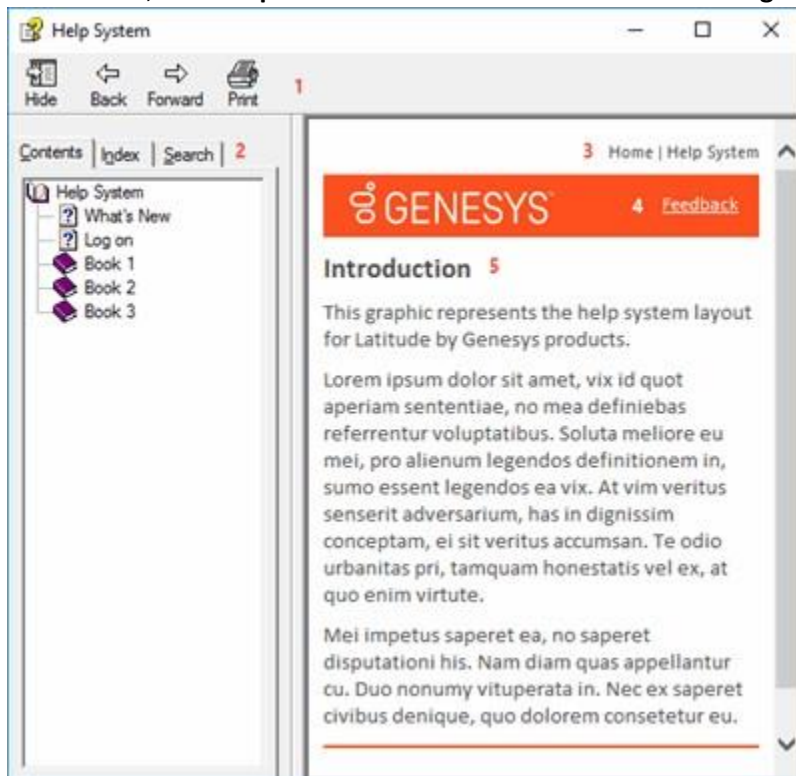 Help System
Hide Back Forward Print 1
Contents Index Search 2
Help System
What's New
Log on
Book 1
Book 2
Book 3
3 Home | Help System
GENESYS™ 4 Feedback
Introduction 5
This graphic represents the help system layout
for Latitude by Genesys products.
Lorem ipsum dolor sit amet, vix id quot
aperiam sententiae, no mea definiebas
referrentur voluptatibus. Soluta meliore eu
mei, pro alienum legendos definitionem in,
sumo essent legendos ea vix. At vim veritus
senserit adversarium, has in dignissim
conceptam, ei sit veritus accumsan. Te odio
urbanitas pri, tamquam honestatis vel ex, at
quo enim virtute.
Mei impetus saperet ea, no saperet
disputationi his. Nam diam quas appellantur
cu. Duo nonumy vituperata in. Nec ex saperet
civibus denique, quo dolorem consetetur eu.